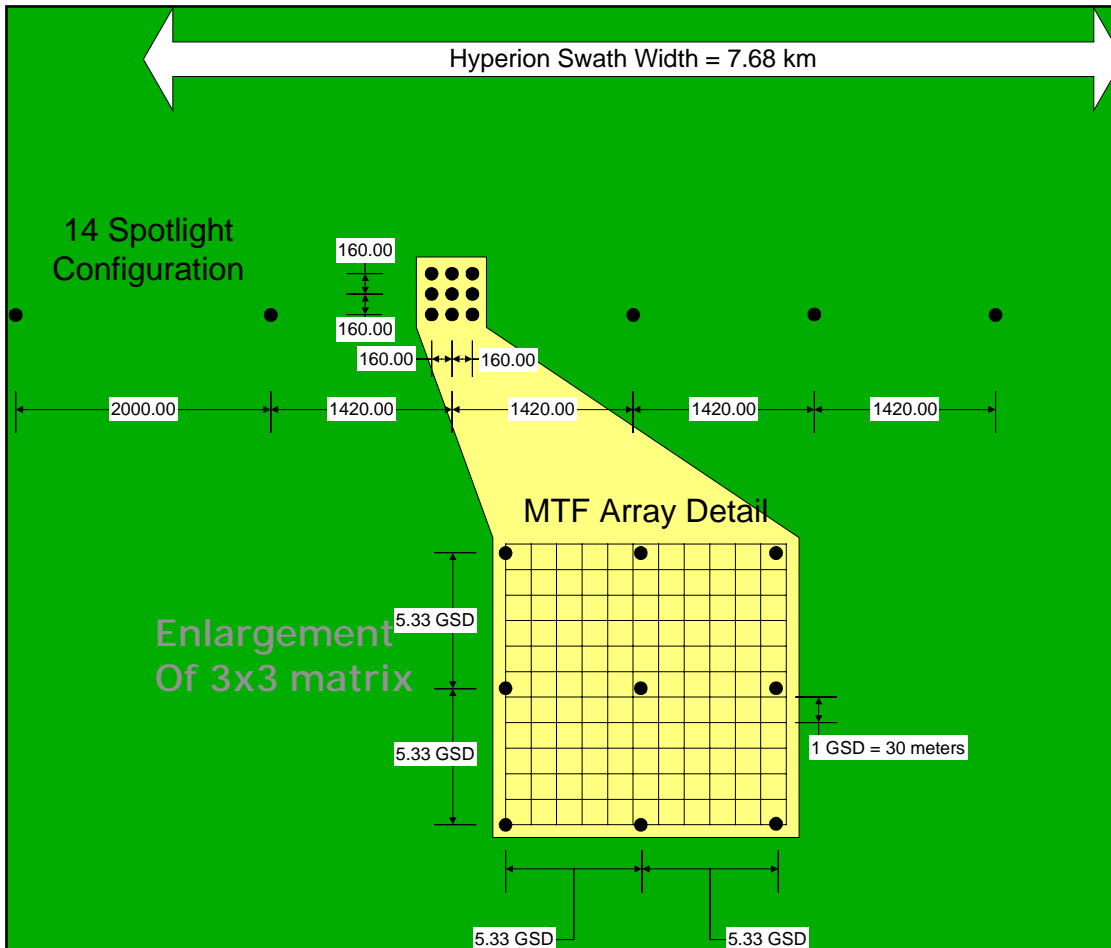 Hyperion Swath Width = 7.68 km
14 Spotlight
Configuration
160.00
160.00
160.00
160.00
2000.00
1420.00
1420.00
1420.00
1420.00
MTF Array Detail
Enlargement
Of 3x3 matrix
5.33 GSD
5.33 GSD
1 GSD = 30 meters
5.33 GSD
5.33 GSD